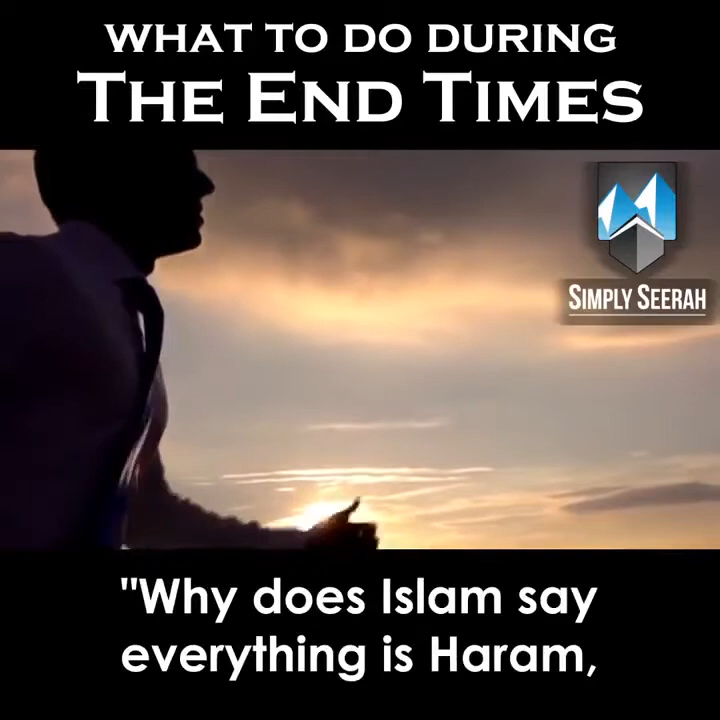 WHAT TO DO DURING
THE END TIMES
SIMPLY SEERAH
"Why does Islam say
everything is Haram,